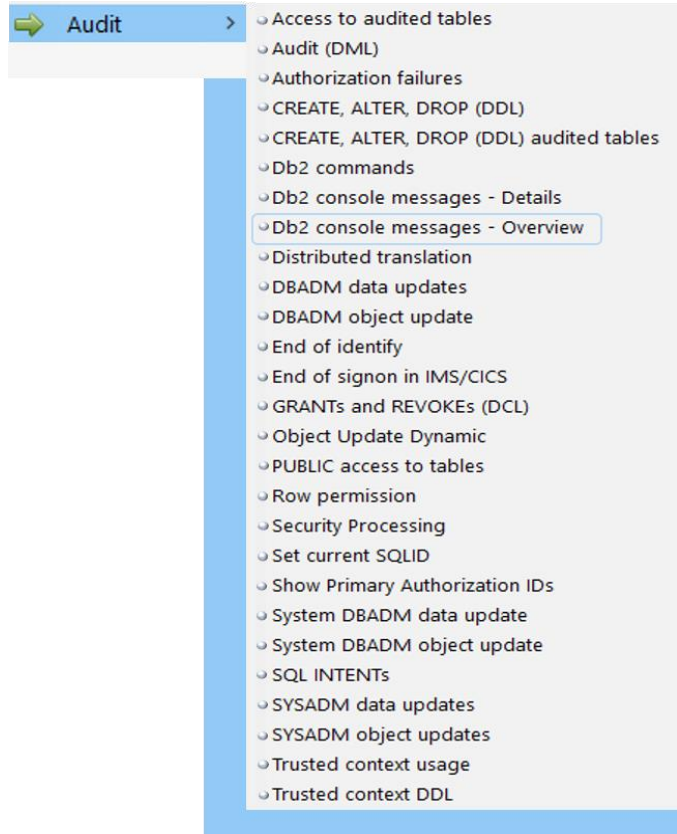 Audit
Access to audited tables
Audit (DML)
Authorization failures
CREATE, ALTER, DROP (DDL)
CREATE, ALTER, DROP (DDL) audited tables
Db2 commands
Db2 console messages - Details
Db2 console messages - Overview
Distributed translation
DBADM data updates
DBADM object update
End of identify
End of signon in IMS/CICS
GRANTs and REVOKEs (DCL)
Object Update Dynamic
PUBLIC access to tables
Row permission
Security Processing
Set current SQLID
Show Primary Authorization IDs
System DBADM data update
System DBADM object update
SQL INTENTs
SYSADM data updates
SYSADM object updates
Trusted context usage
Trusted context DDL